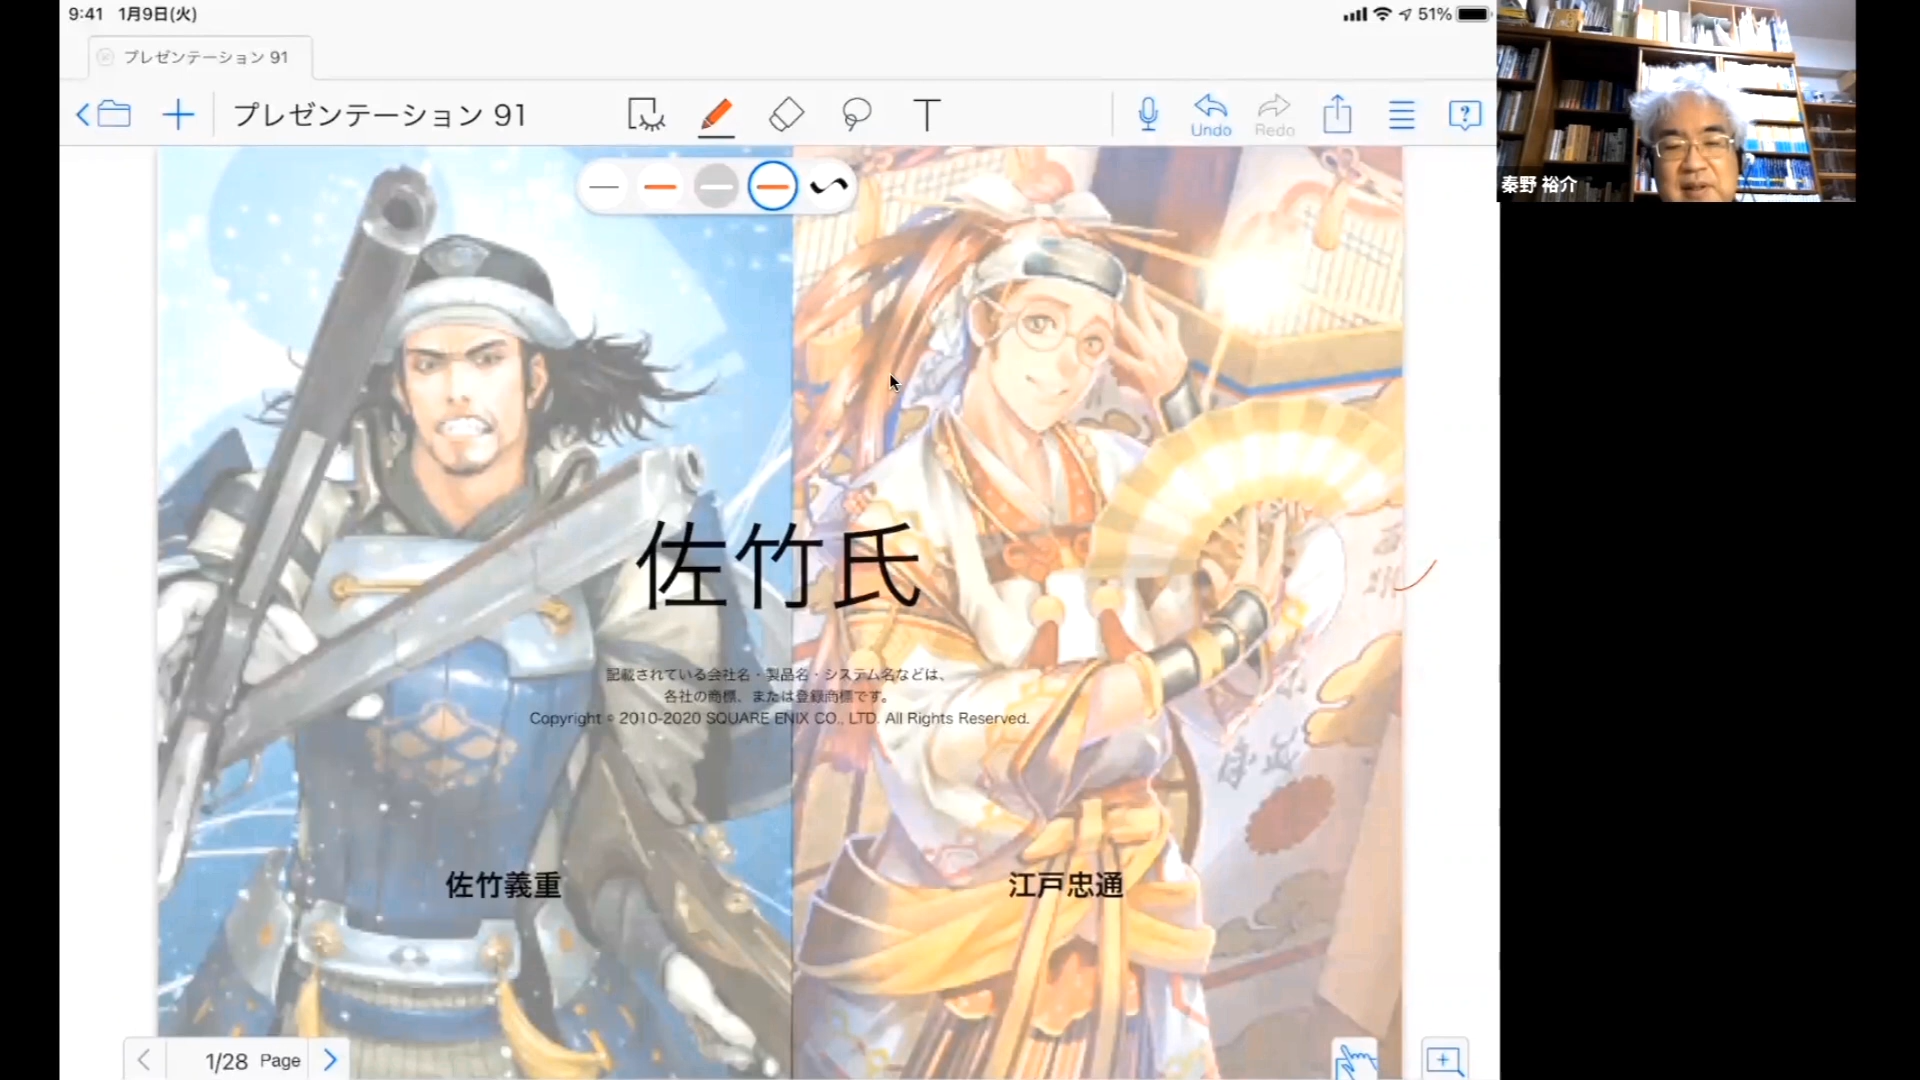 9:41 1月9日(火)
51%
プレゼンテーション 91
プレゼンテーション 91
T
Undo
Redo
秦野 裕介
佐竹氏
記載されている会社名・製品名・システム名などは、
各社の商標、または登録商標です。
Copyright © 2010-2020 SQUARE ENIX CO., LTD. All Rights Reserved.
佐竹義重
江戸忠通
1/28 Page